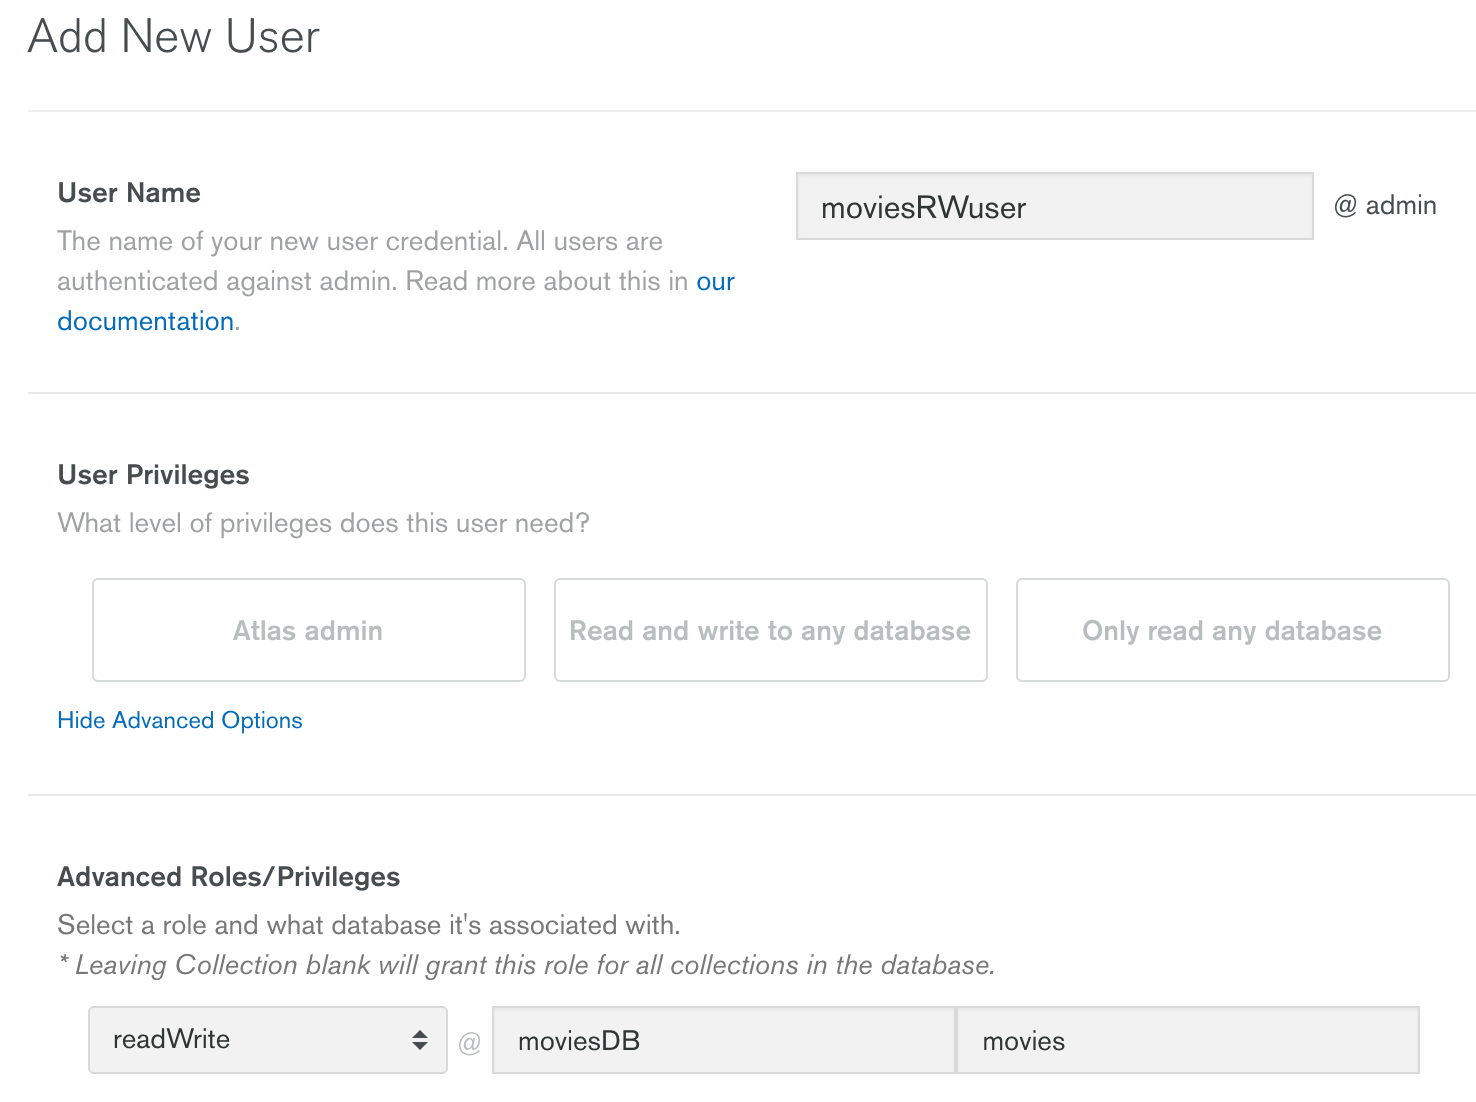 Add New User
User Name
moviesRWuser
@ admin
The name of your new user credential. All users are
authenticated against admin. Read more about this in our
documentation.
User Privileges
What level of privileges does this user need?
Atlas admin
Read and write to any database
Only read any database
Hide Advanced Options
Advanced Roles/Privileges
Select a role and what database it's associated with.
* Leaving Collection blank will grant this role for all collections in the database.
readWrite
@
moviesDB
movies